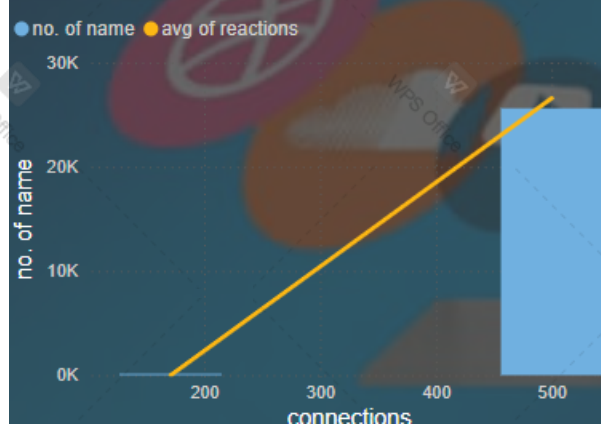 no. of name avg of reactions
30K
WPS Office
20K
no. of name
10K
0K
200 300 400 500
connections